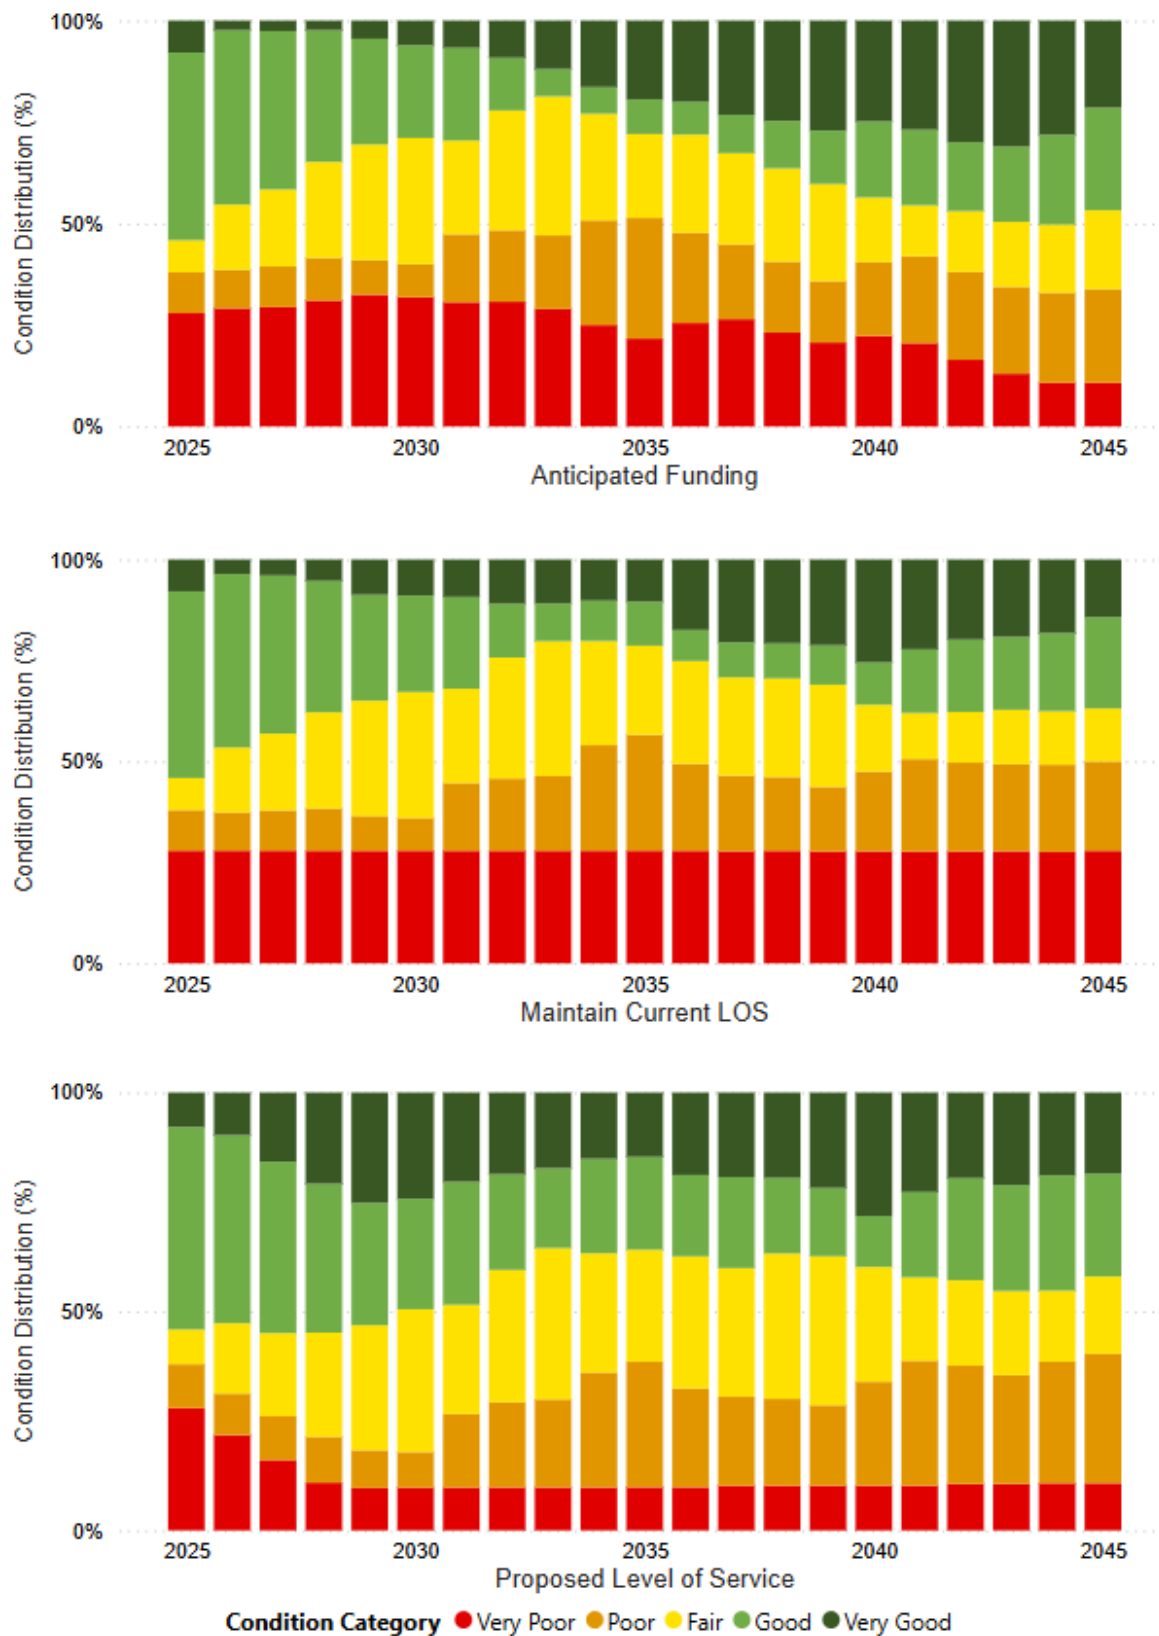 100%
50%
0%
Condition Distribution (%)
2025 2030 2035 2040 2045
Anticipated Funding
100%
50%
0%
Condition Distribution (%)
2025 2030 2035 2040 2045
Maintain Current LOS
100%
50%
0%
Condition Distribution (%)
2025 2030 2035 2040 2045
Proposed Level of Service
Condition Category Very Poor Poor Fair Good Very Good